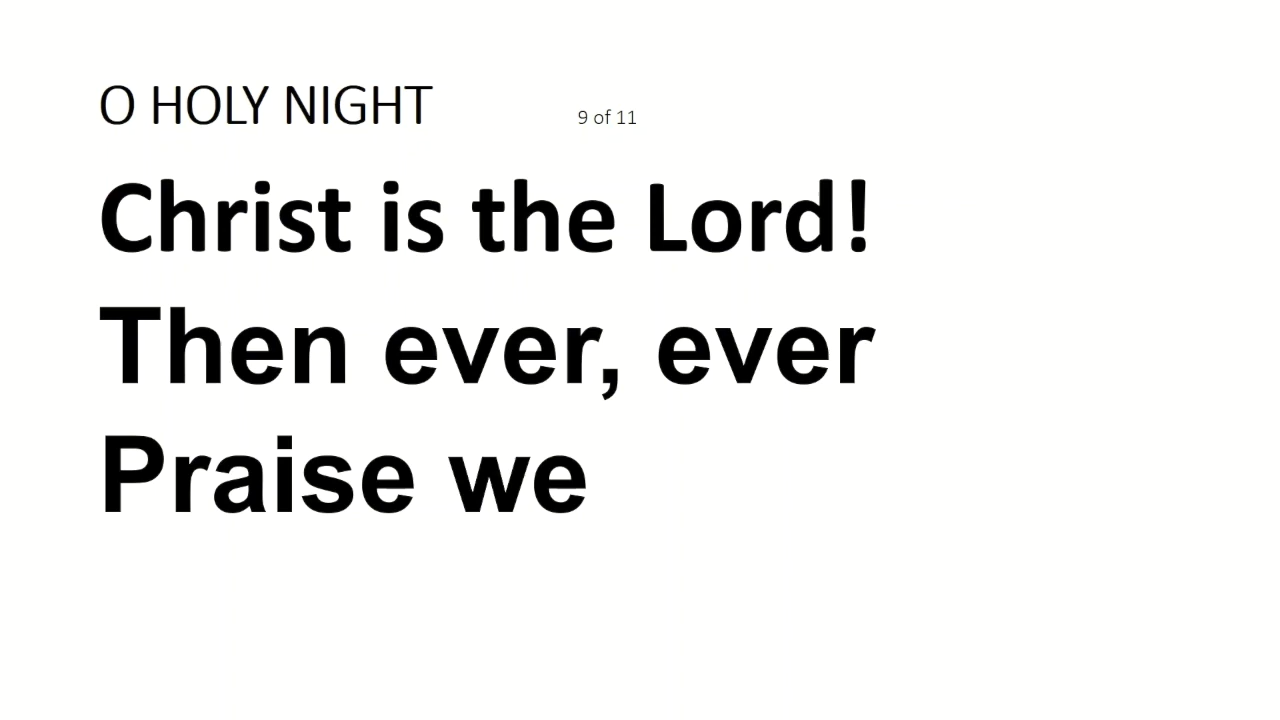 O HOLY NIGHT 9 of 11
Christ is the Lord!
Then ever, ever
Praise we